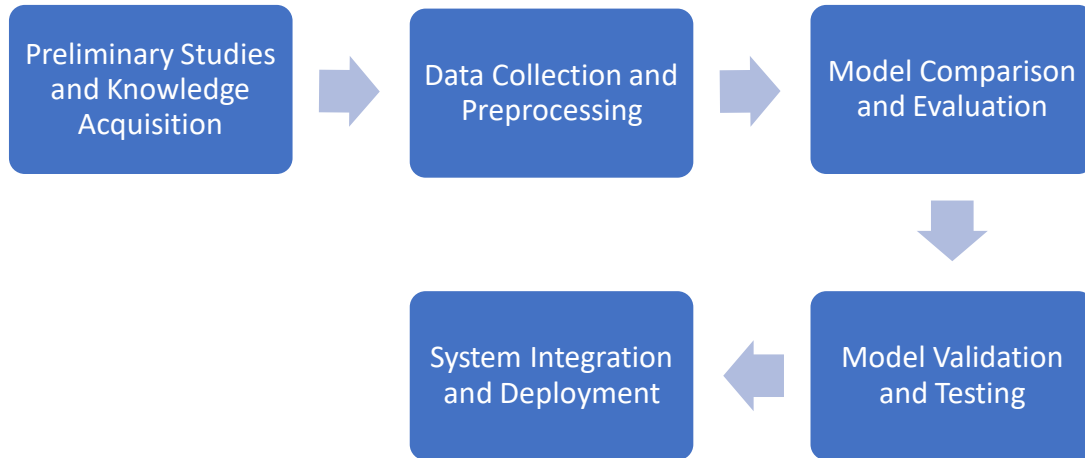 Preliminary Studies
and Knowledge
Acquisition
Data Collection and
Preprocessing
Model Comparison
and Evaluation
Model Validation
and Testing
System Integration
and Deployment